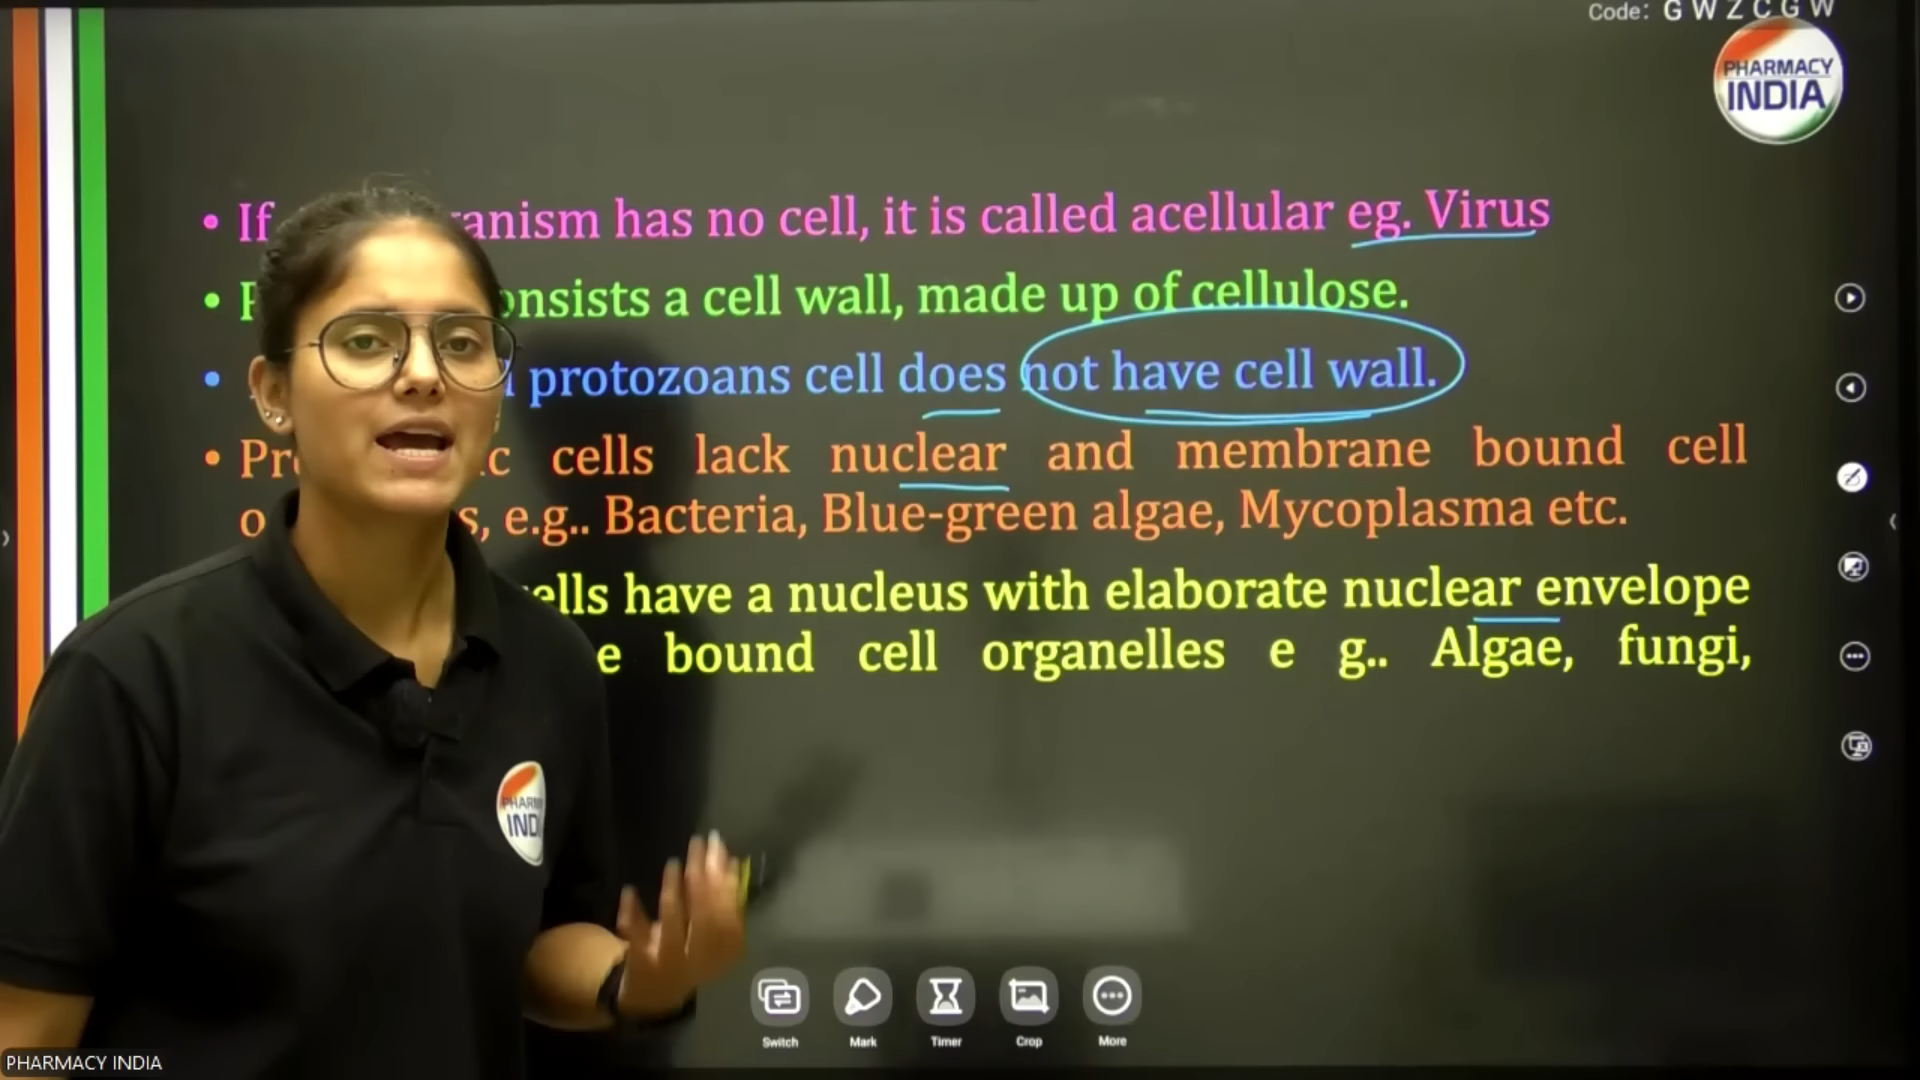 Code: G W Z C G W
PHARMACY
INDIA
• If anism has no cell, it is called acellular eg. Virus
• onsists a cell wall, made up of cellulose.
• protozoans cell does not have cell wall.
• Pr c cells lack nuclear and membrane bound cell
o s, e.g.. Bacteria, Blue-green algae, Mycoplasma etc.
ells have a nucleus with elaborate nuclear envelope
e bound cell organelles e g.. Algae, fungi,
PHARM
IND
Switch Mark Timer Crop More
PHARMACY INDIA